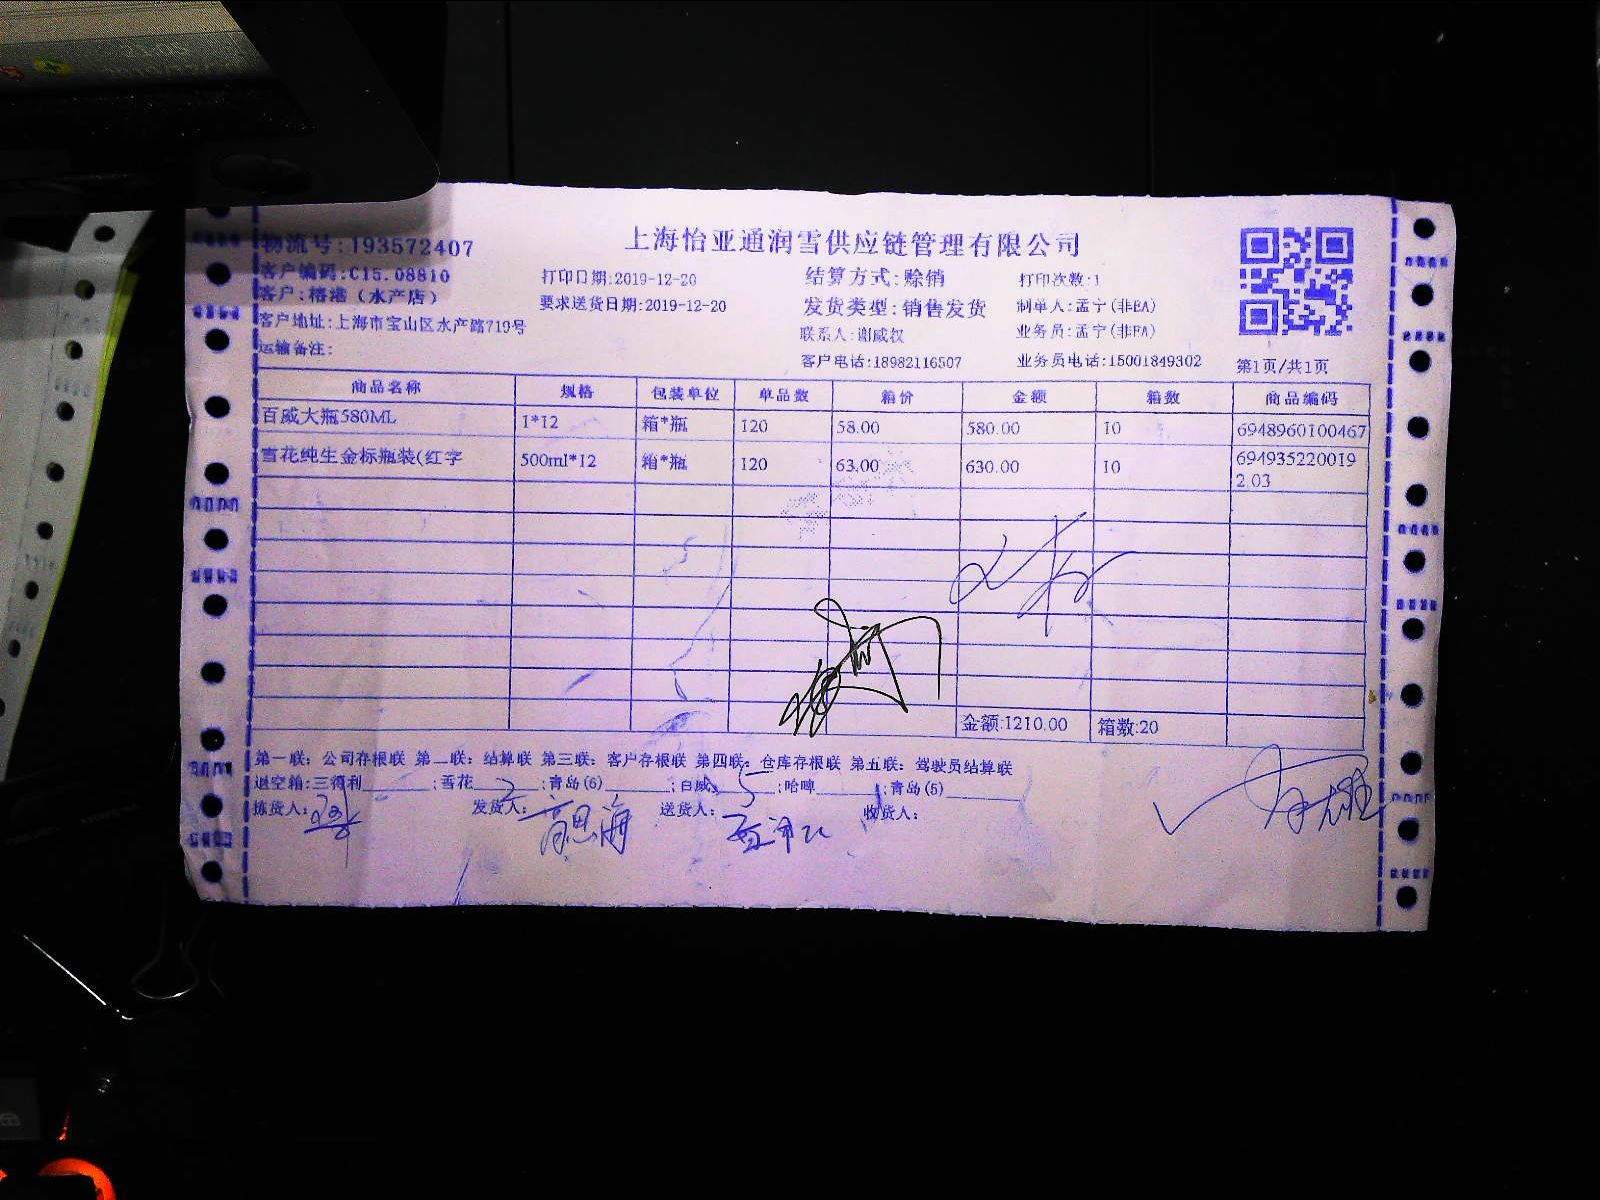 上海怡亚通润雪供应链管理有限公司
物流号:193572407
客户编码:C15.08810 打印日期:2019-12-20 结算方式:赊销 打印次数:1
客户:榙港(水产店) 要求送货日期:2019-12-20 发货类型:销售发货 制单人:孟宁(非EA)
客户地址:上海市宝山区水产路719号 联系人:谢威权 业务员:孟宁(非EA)
运输备注: 客户电话:18982116507 业务员电话:15001849302 第1页/共1页
商品名称 规格 包装单位 单品数 箱价 金额 箱数 商品编码
百威大瓶580ML 1*12 箱*瓶 120 58.00 580.00 10 6948960100467
雪花纯生金标瓶装(红字 500ml*12 箱*瓶 120 63.00 630.00 10 694935220019
2.03
金额:1210.00 箱数:20
第一联: 公司存根联 第二联: 结算联 第三联: 客户存根联 第四联: 仓库存根联 第五联: 驾驶员结算联
退空箱:三得利 ;雪花 2 ;青岛(6) ;百威 5 ;哈啤 ;青岛(5)
拣货人: 发货人: 送货人: 收货人: